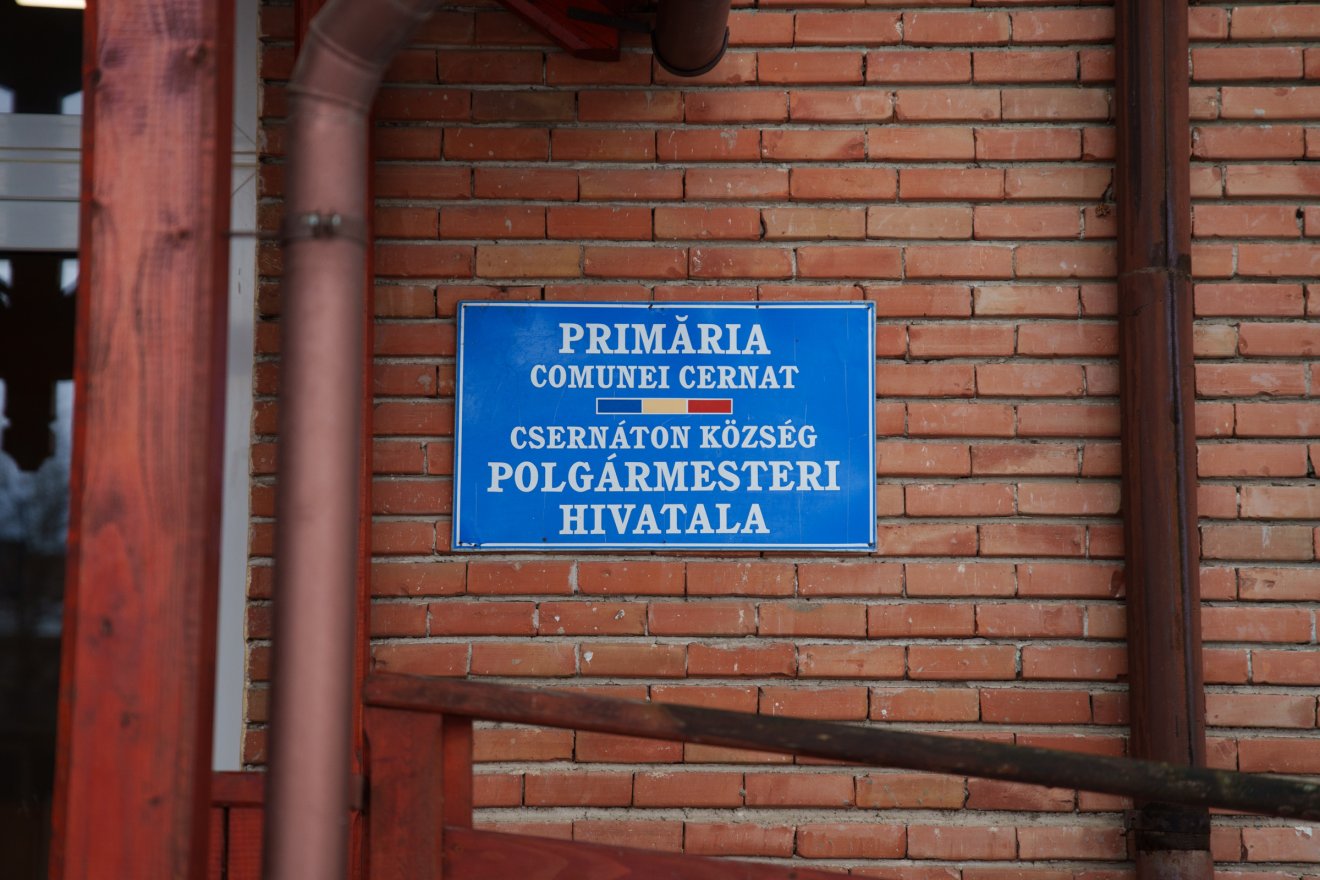 PRIMĂRIA
COMUNEI CERNAT
CSERNÁTON KÖZSÉG
POLGÁRMESTERI
HIVATALA